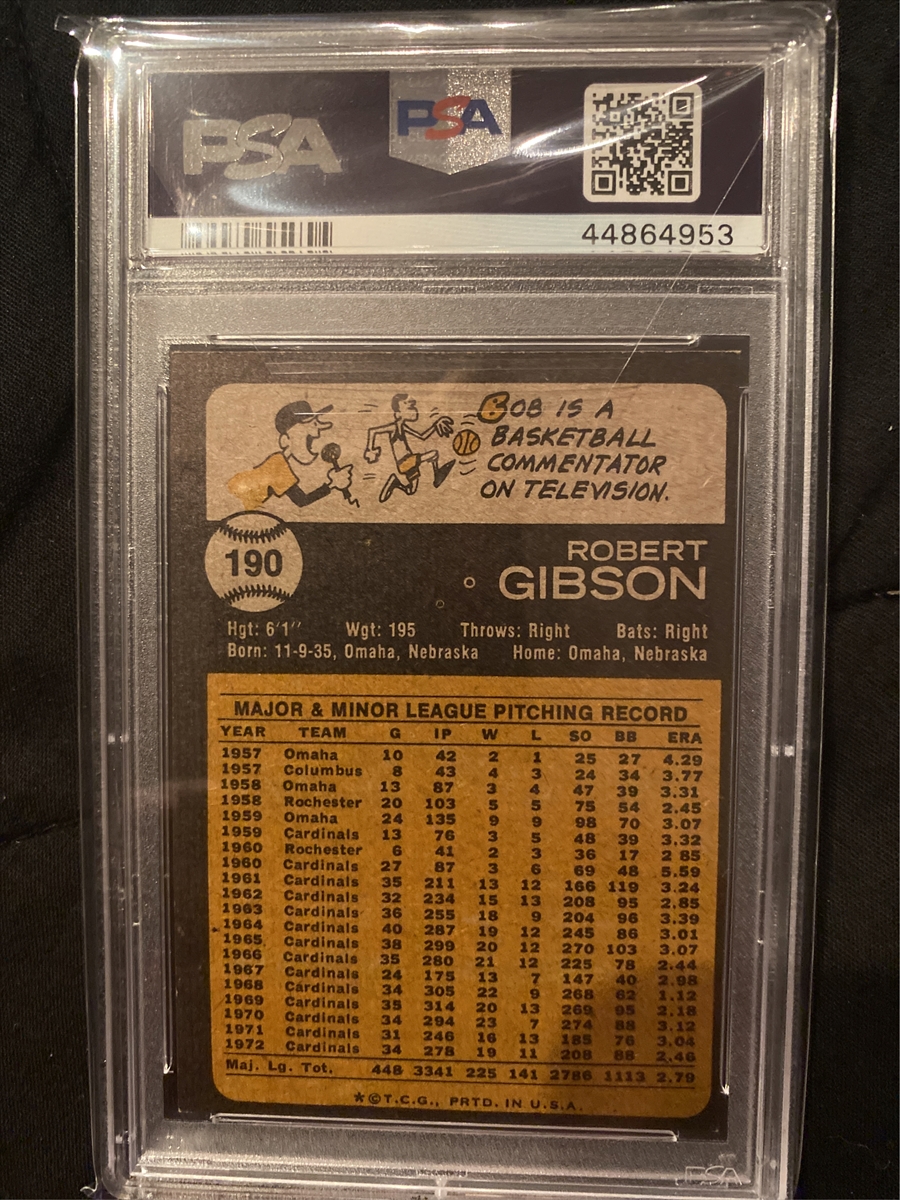 PSA
PSA
44864953
BOB IS A
BASKETBALL
COMMENTATOR
ON TELEVISION.
190
ROBERT
GIBSON
Hgt: 6'1'' Wgt: 195 Throws: Right Bats: Right
Born: 11-9-35, Omaha, Nebraska Home: Omaha, Nebraska
MAJOR & MINOR LEAGUE PITCHING RECORD
YEAR TEAM G IP W L SO BB ERA
1957 Omaha 10 42 2 1 25 27 4.29
1957 Columbus 8 43 4 3 24 34 3.77
1958 Omaha 13 87 3 4 47 39 3.31
1958 Rochester 20 103 5 5 75 54 2.45
1959 Omaha 24 135 9 9 98 70 3.07
1959 Cardinals 13 76 3 5 48 39 3.32
1960 Rochester 6 41 2 3 36 17 2 85
1960 Cardinals 27 87 3 6 69 48 5.59
1961 Cardinals 35 211 13 12 166 119 3.24
1962 Cardinals 32 234 15 13 208 95 2.85
1963 Cardinals 36 255 18 9 204 96 3.39
1964 Cardinals 40 287 19 12 245 86 3.01
1965 Cardinals 38 299 20 12 270 103 3.07
1966 Cardinals 35 280 21 12 225 78 2.44
1967 Cardinals 24 175 13 7 147 40 2.98
1968 Cardinals 34 305 22 9 268 62 1.12
1969 Cardinals 35 314 20 13 269 95 2.18
1970 Cardinals 34 294 23 7 274 88 3.12
1971 Cardinals 31 246 16 13 185 76 3.04
1972 Cardinals 34 278 19 11 208 88 2.46
Maj. Lg. Tot. 448 3341 225 141 2786 1113 2.79
*©T.C.G., PRTD. IN U.S.A.
PSA